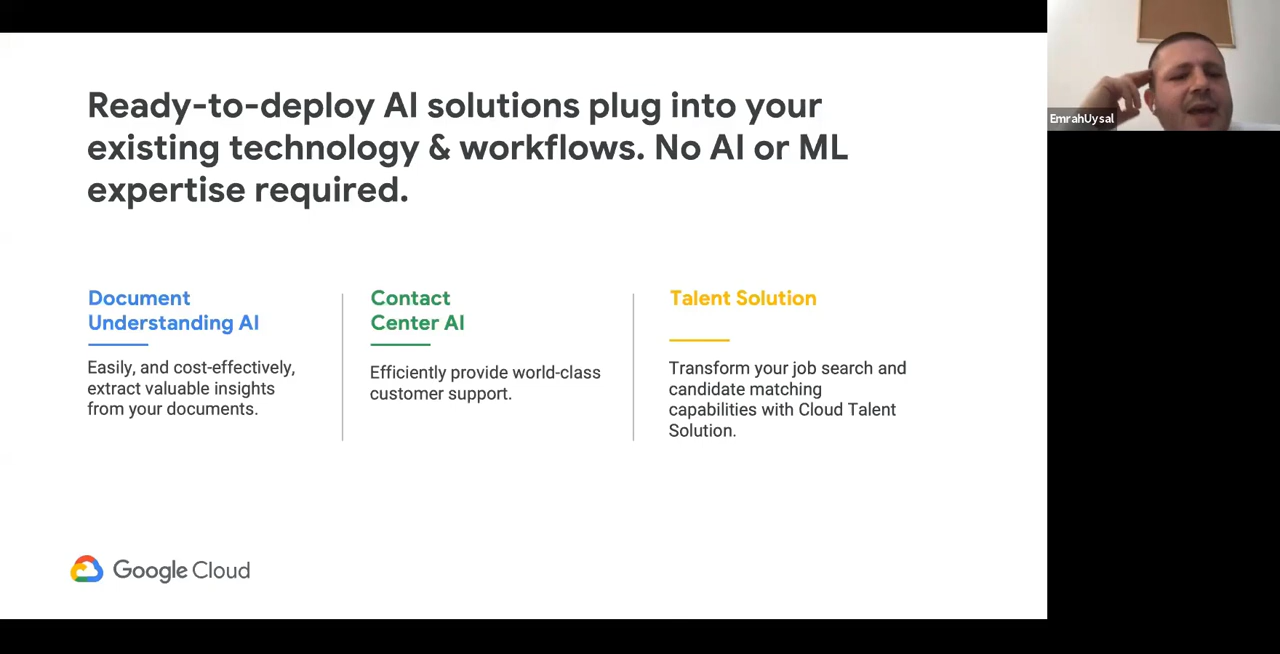 Ready-to-deploy AI solutions plug into your
existing technology & workflows. No AI or ML
expertise required.
Document
Understanding AI
Easily, and cost-effectively,
extract valuable insights
from your documents.
Contact
Center AI
Efficiently provide world-class
customer support.
Talent Solution
Transform your job search and
candidate matching
capabilities with Cloud Talent
Solution.
Google Cloud
EmrahUysal